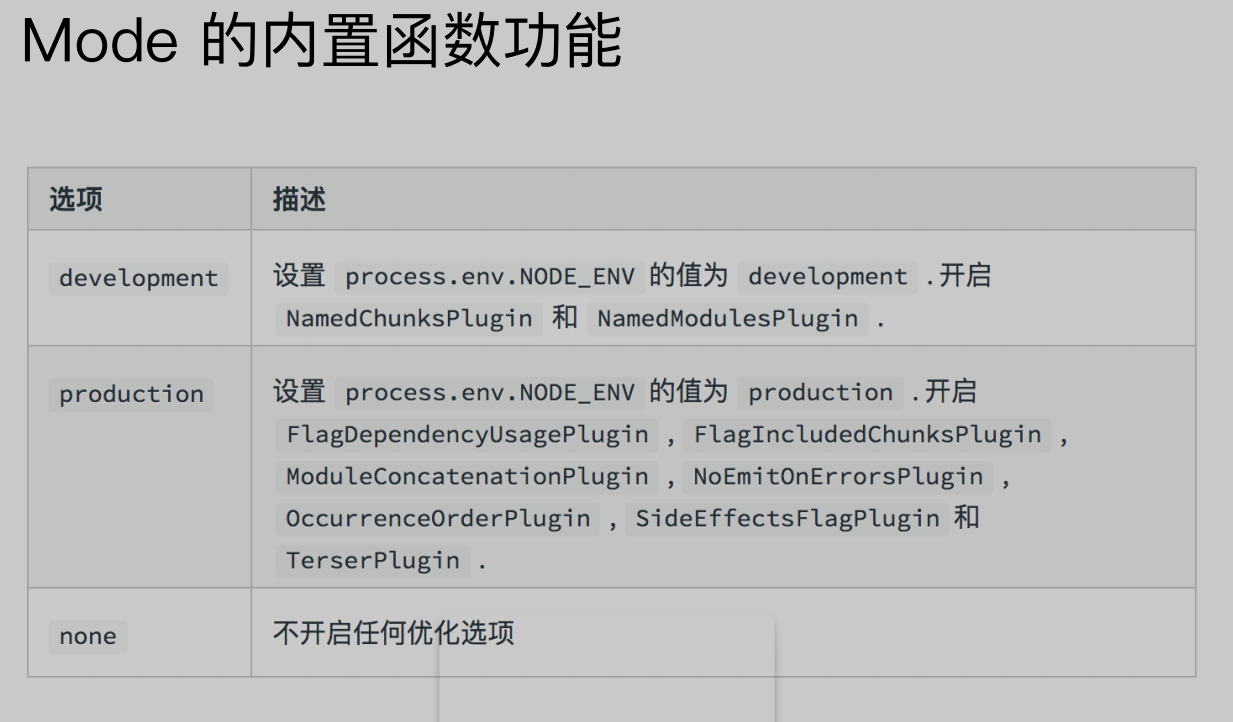 Mode 的内置函数功能
选项 描述
development 设置 process.env.NODE_ENV 的值为 development .开启
NamedChunksPlugin 和 NamedModulesPlugin .
production 设置 process.env.NODE_ENV 的值为 production .开启
FlagDependencyUsagePlugin , FlagIncludedChunksPlugin ,
ModuleConcatenationPlugin , NoEmitOnErrorsPlugin ,
OccurrenceOrderPlugin , SideEffectsFlagPlugin 和
TerserPlugin .
none 不开启任何优化选项